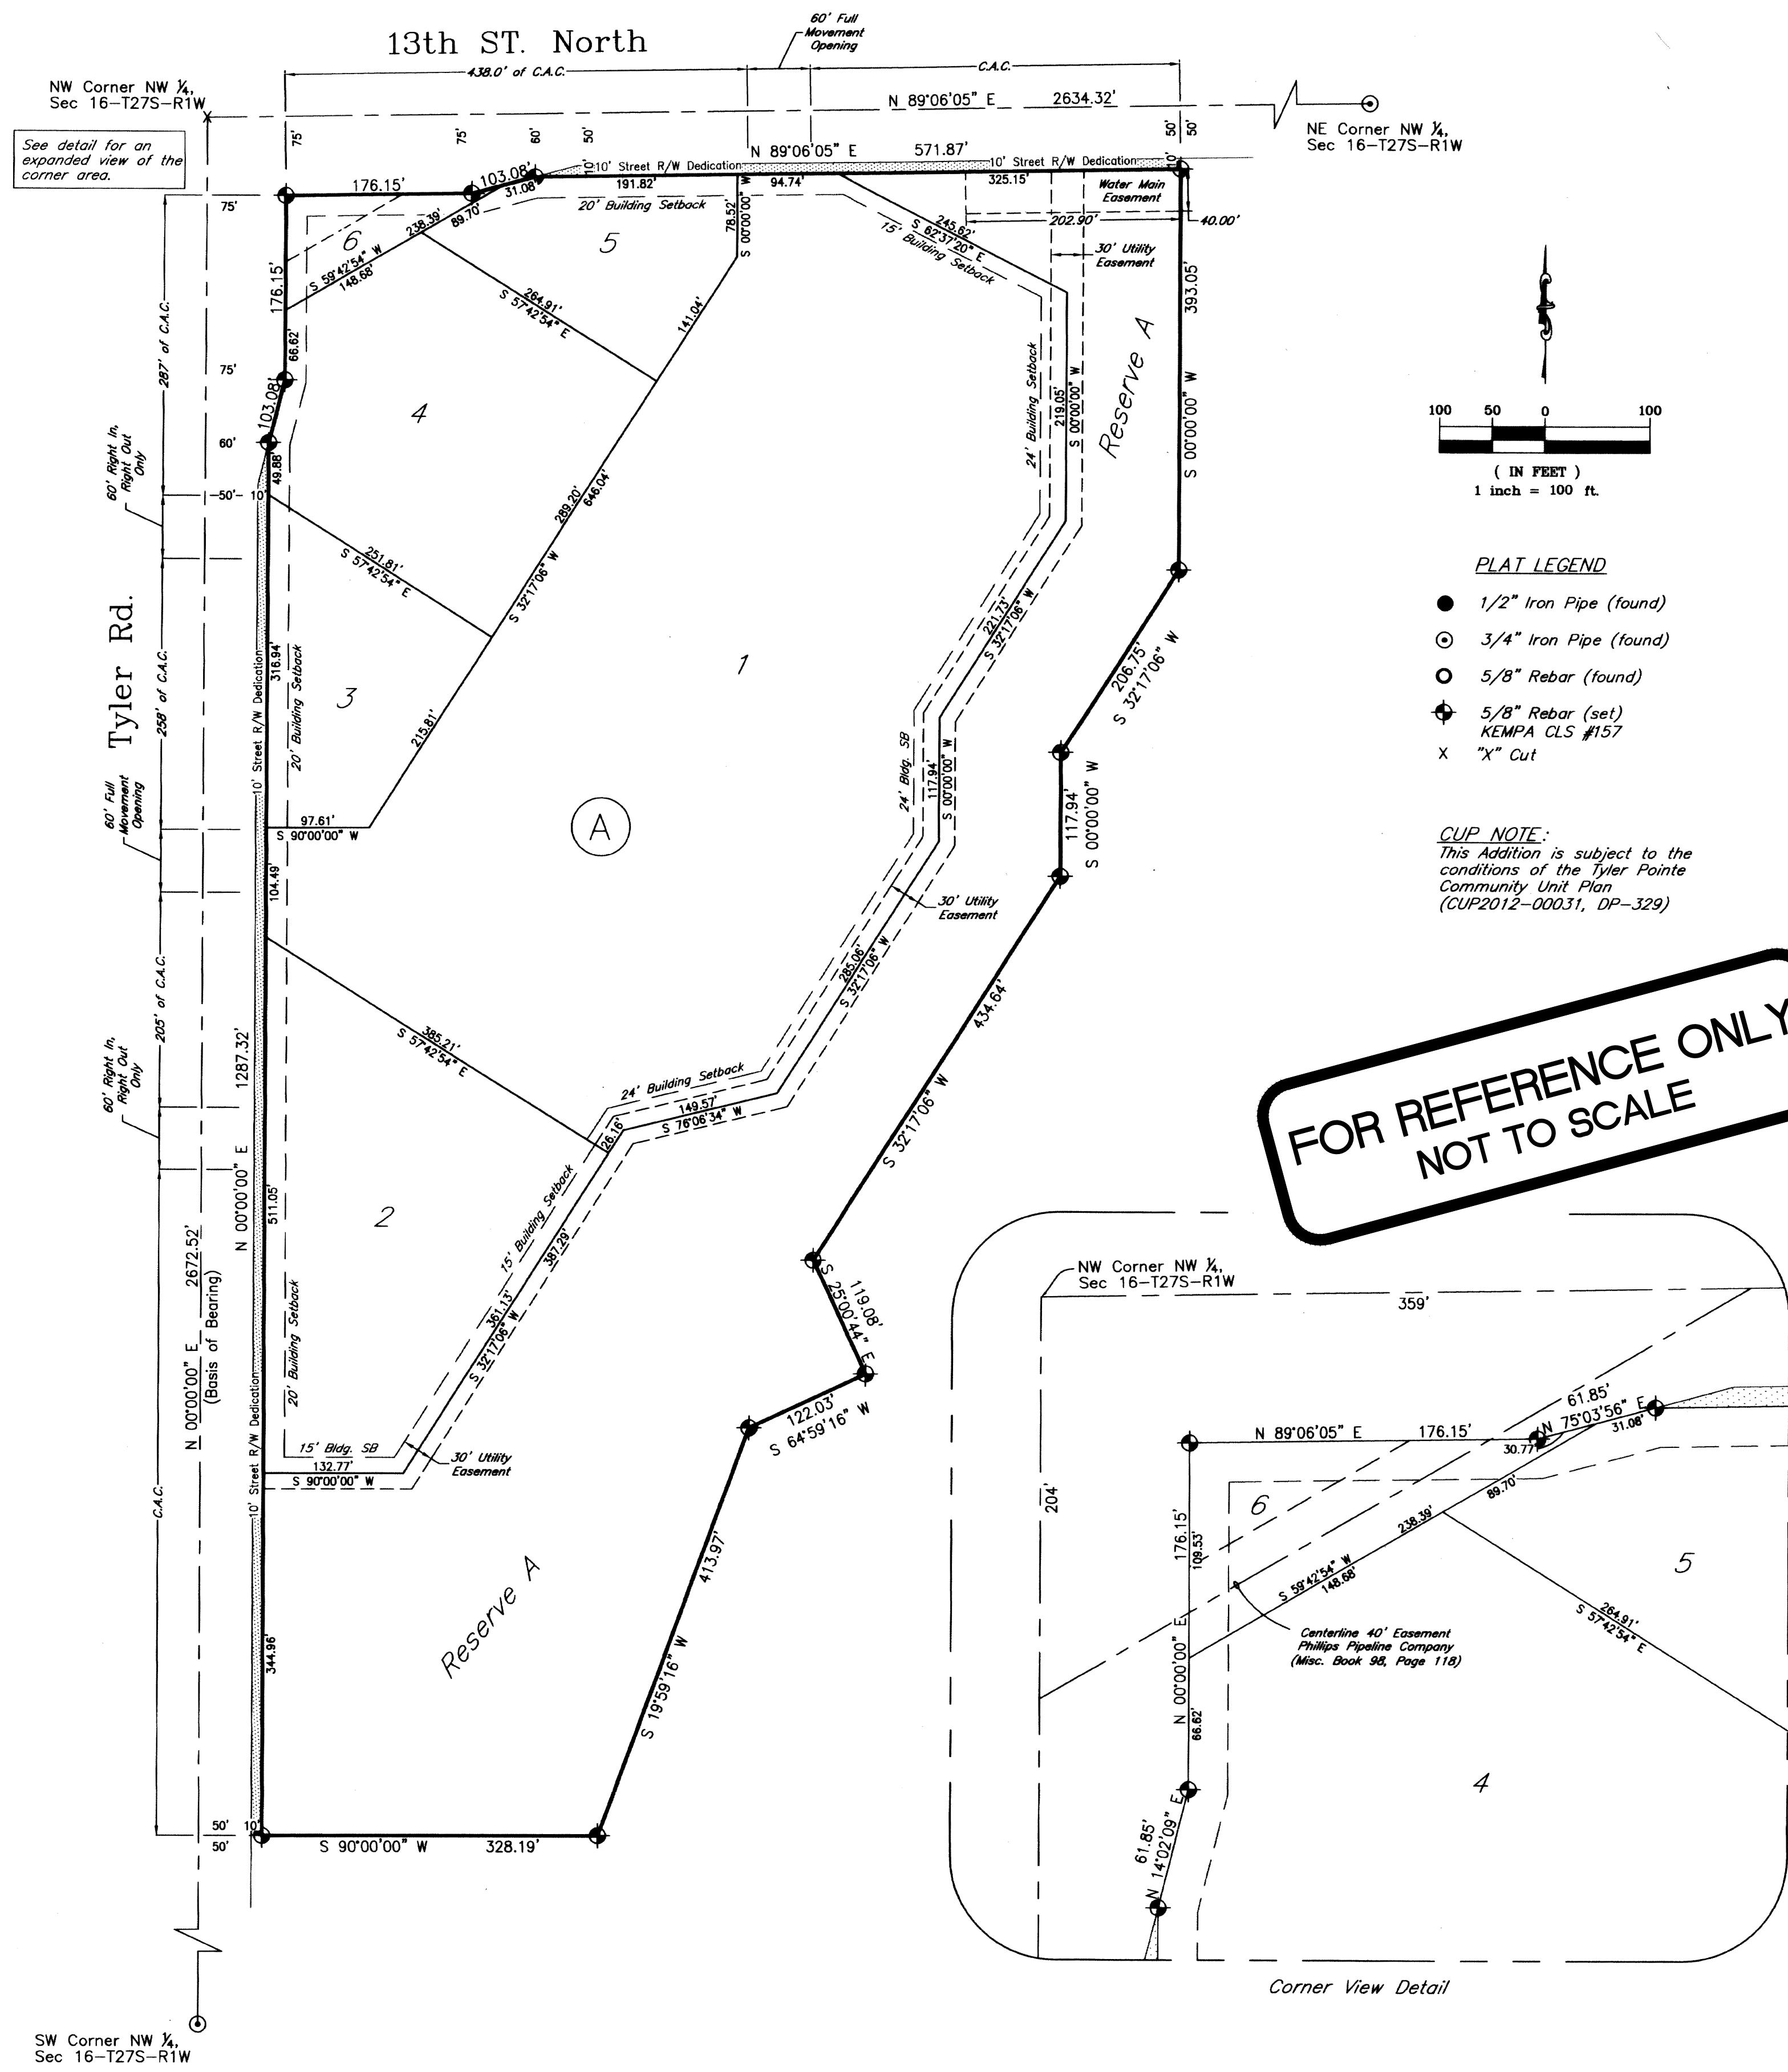 13th ST. North
60' Full
Movement
Opening
438.0' of C.A.C.
C.A.C.
NW Corner NW ¼,
Sec 16-T27S-R1W
N 89°06'05" E 2634.32'
NE Corner NW ¼,
Sec 16-T27S-R1W
See detail for an
expanded view of the
corner area.
75'
75'
60'
50'
50'
50'
N 89°06'05" E 571.87'
10'
10' Street R/W Dedication
10' Street R/W Dedication
10'
176.15'
103.08'
31.08'
191.82'
94.74'
325.15'
Water Main
Easement
75'
20' Building Setback
202.90'
40.00'
6
238.39'
89.70'
S 59°42'54" W
148.68'
5
78.52'
S 00°00'00" W
245.62'
S 62°37'20" E
15' Building Setback
30' Utility
Easement
176.15'
66.62'
264.91'
S 57°42'54" E
141.04'
393.05'
S 00°00'00" W
287' of C.A.C.
75'
103.08'
4
24' Building Setback
219.05'
S 00°00'00" W
Reserve A
60' Right In,
Right Out
Only
60'
49.88'
50'
10'
289.20'
646.04'
S 32°17'06" W
251.81'
S 57°42'54" E
100 50 0 100
( IN FEET )
1 inch = 100 ft.
PLAT LEGEND
1/2" Iron Pipe (found)
3/4" Iron Pipe (found)
5/8" Rebar (found)
5/8" Rebar (set)
KEMPA CLS #157
X "X" Cut
Tyler Rd.
258' of C.A.C.
316.94'
10' Street R/W Dedication
20' Building Setback
3
215.81'
1
221.73'
S 32°17'06" W
206.75'
S 32°17'06" W
24' Bldg. SB
117.94'
S 00°00'00" W
117.94'
S 00°00'00" W
60' Full
Movement
Opening
97.61'
S 90°00'00" W
A
104.49'
30' Utility
Easement
CUP NOTE:
This Addition is subject to the
conditions of the Tyler Pointe
Community Unit Plan
(CUP2012-00031, DP-329)
205' of C.A.C.
285.06'
S 32°17'06" W
434.64'
S 32°17'06" W
60' Right In,
Right Out
Only
1287.32'
N 00°00'00" E
385.21'
S 57°42'54" E
24' Building Setback
149.57'
S 76°06'34" W
26.16'
FOR REFERENCE ONLY
NOT TO SCALE
511.05'
2
15' Building Setback
387.29'
361.13'
S 32°17'06" W
N 00°00'00" E 2672.52'
(Basis of Bearing)
20' Building Setback
10' Street R/W Dedication
119.08'
S 25°00'44" E
122.03'
S 64°59'16" W
15' Bldg. SB
132.77'
S 90°00'00" W
30' Utility
Easement
C.A.C.
Reserve A
413.97'
S 19°59'16" W
344.96'
50'
50'
10'
S 90°00'00" W 328.19'
SW Corner NW ¼,
Sec 16-T27S-R1W
NW Corner NW ¼,
Sec 16-T27S-R1W
359'
204'
N 89°06'05" E 176.15'
61.85'
N 75°03'56" E
30.77'
31.08'
6
89.70'
238.39'
176.15'
109.53'
S 59°42'54" W
148.68'
5
264.91'
S 57°42'54" E
N 00°00'00" E
66.62'
Centerline 40' Easement
Phillips Pipeline Company
(Misc. Book 98, Page 118)
4
61.85'
N 14°02'09" E
Corner View Detail